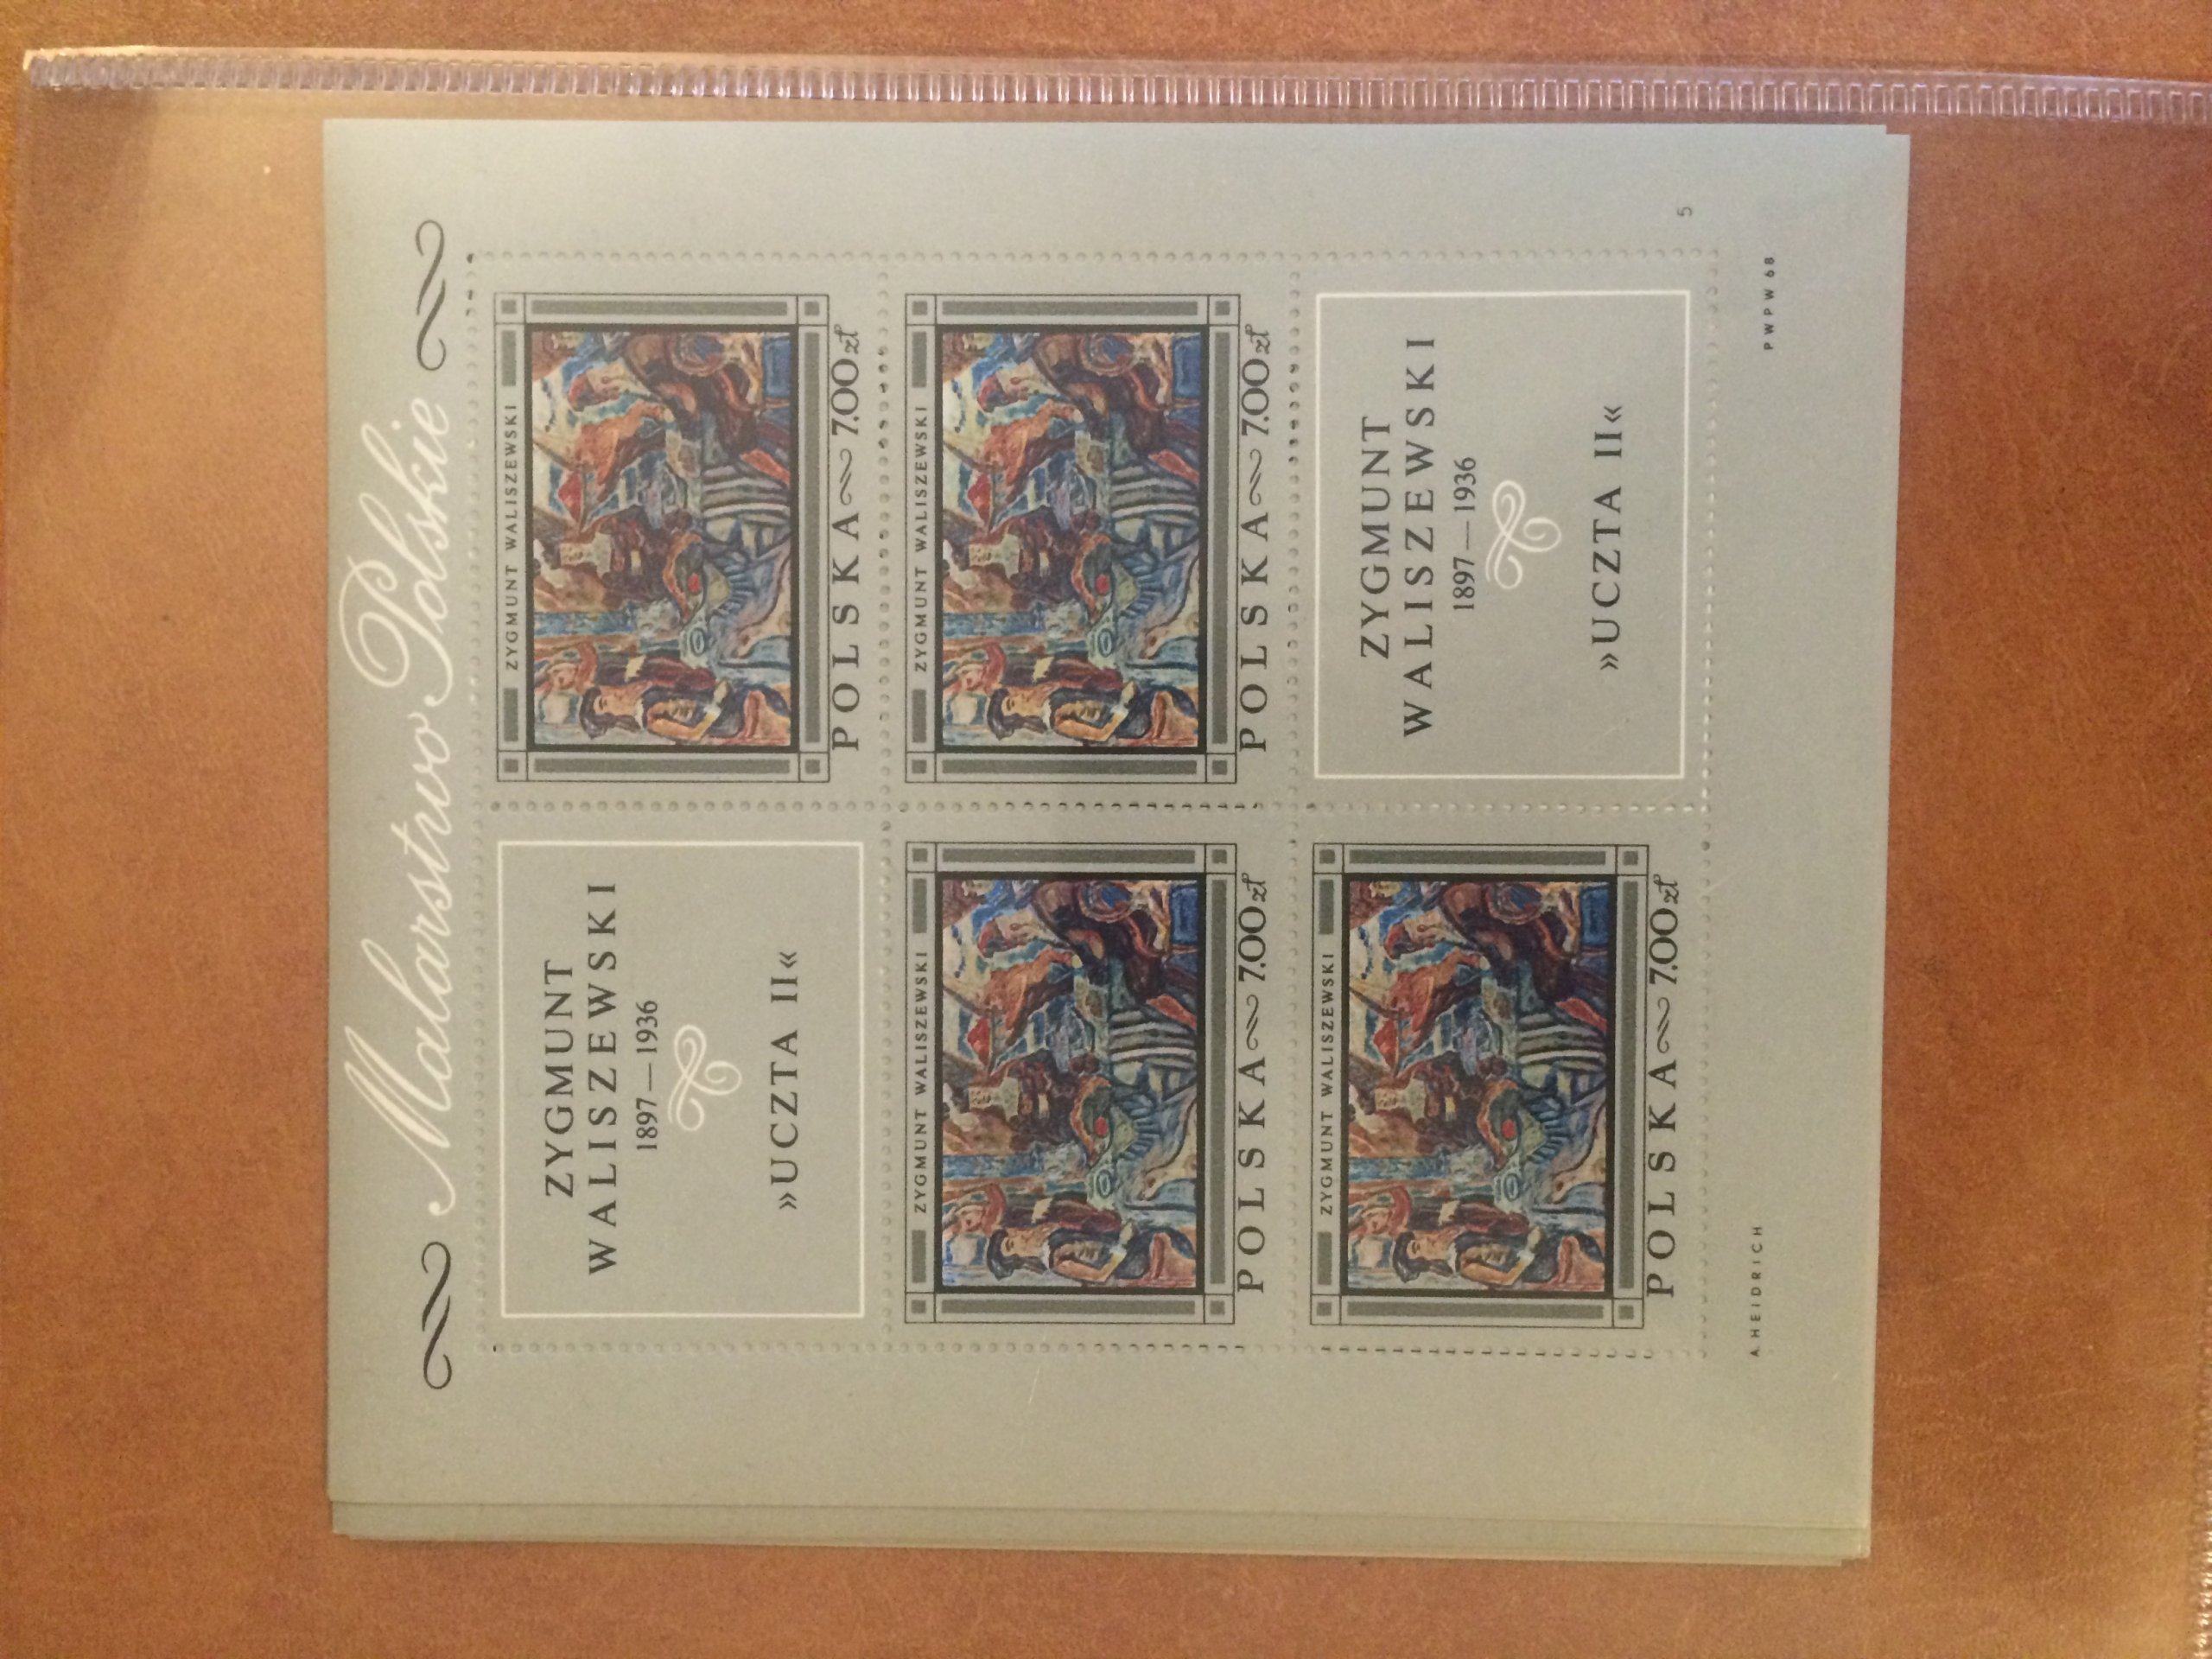 Malarstwo Polskie
ZYGMUNT
WALISZEWSKI
1897—1936
»UCZTA II«
ZYGMUNT WALISZEWSKI
POLSKA 7.00 zł
ZYGMUNT WALISZEWSKI
POLSKA 7.00 zł
ZYGMUNT WALISZEWSKI
POLSKA 7.00 zł
ZYGMUNT WALISZEWSKI
POLSKA 7.00 zł
ZYGMUNT
WALISZEWSKI
1897—1936
»UCZTA II«
5
A. HEIDRICH
PWPW 68